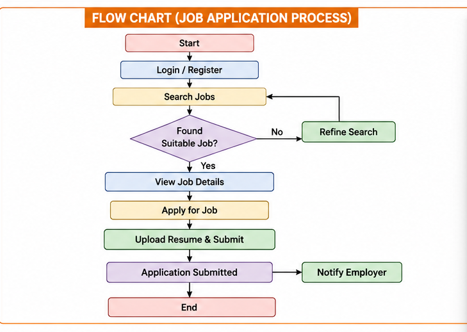 FLOW CHART (JOB APPLICATION PROCESS)
Start
Login / Register
Search Jobs
Found
Suitable Job?
No
Refine Search
Yes
View Job Details
Apply for Job
Upload Resume & Submit
Application Submitted
Notify Employer
End